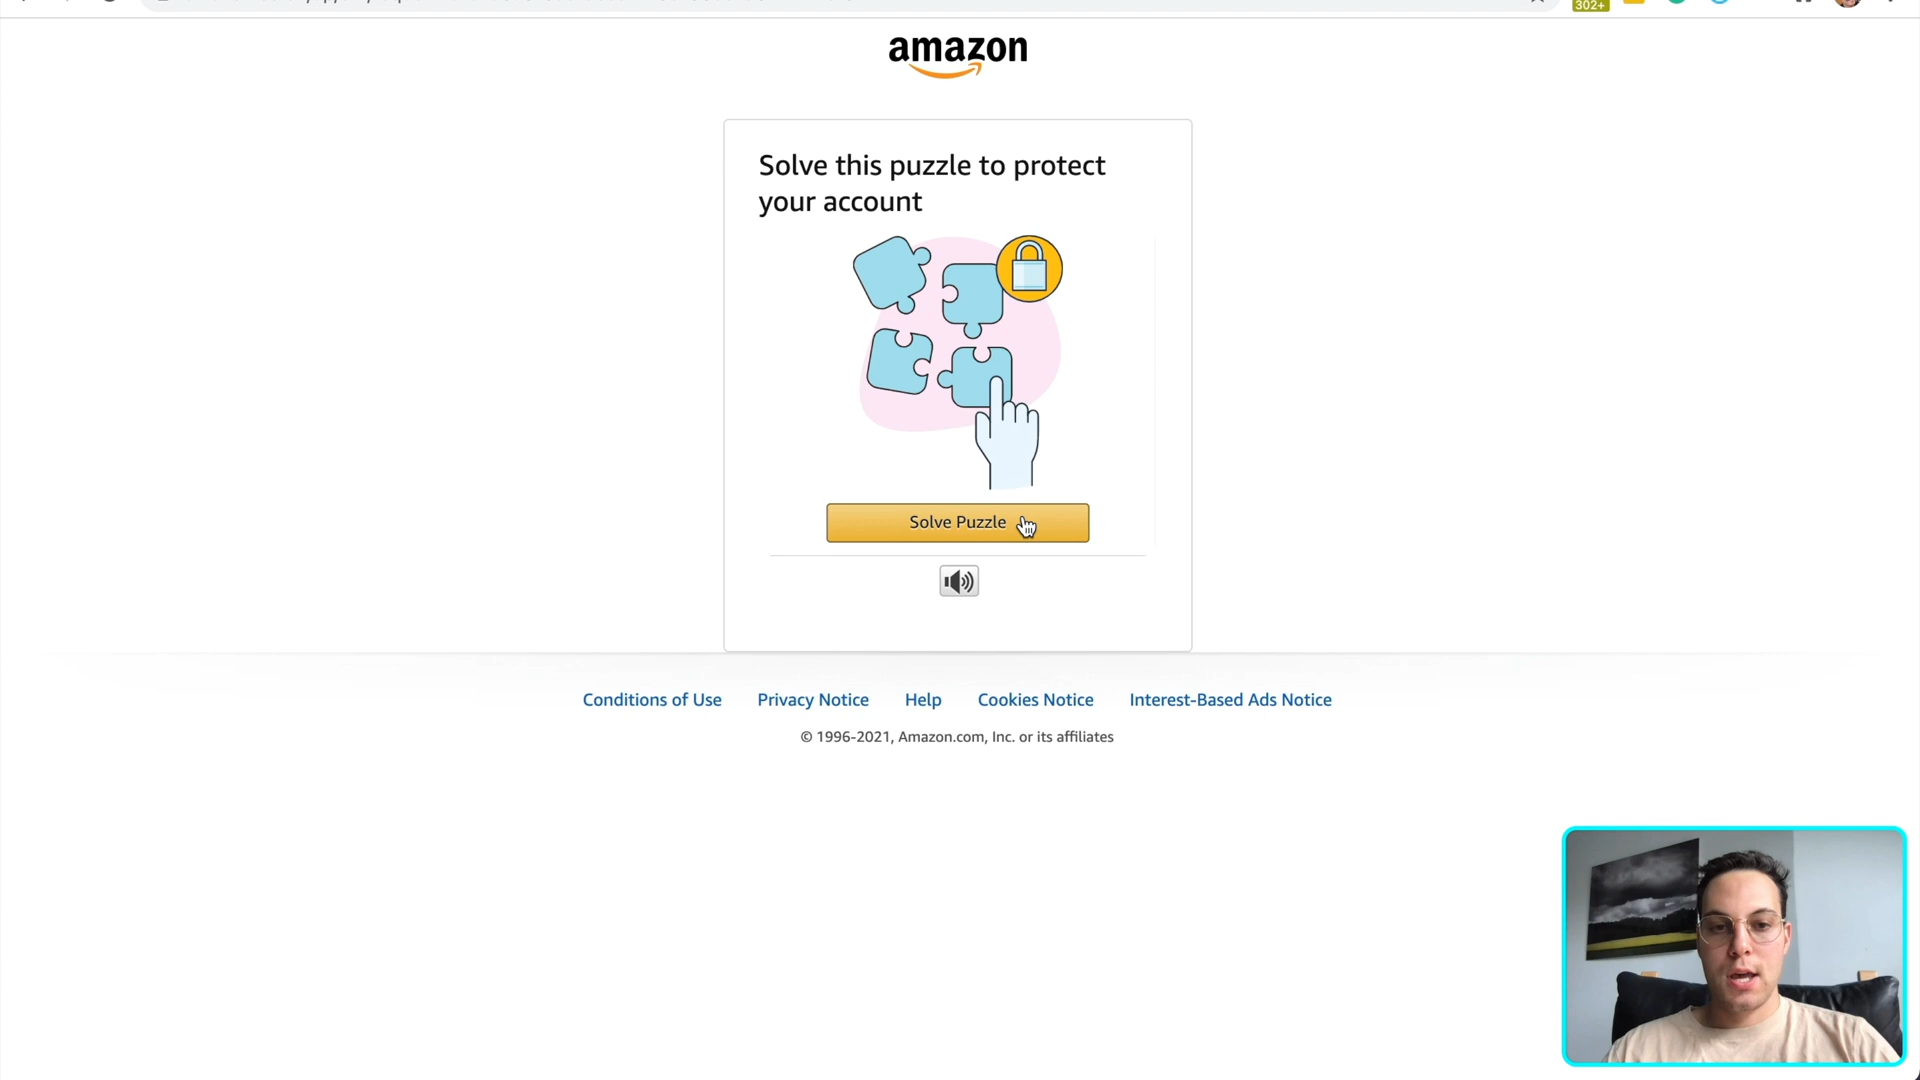 302+
amazon
Solve this puzzle to protect
your account
Solve Puzzle
Conditions of Use Privacy Notice Help Cookies Notice Interest-Based Ads Notice
© 1996-2021, Amazon.com, Inc. or its affiliates